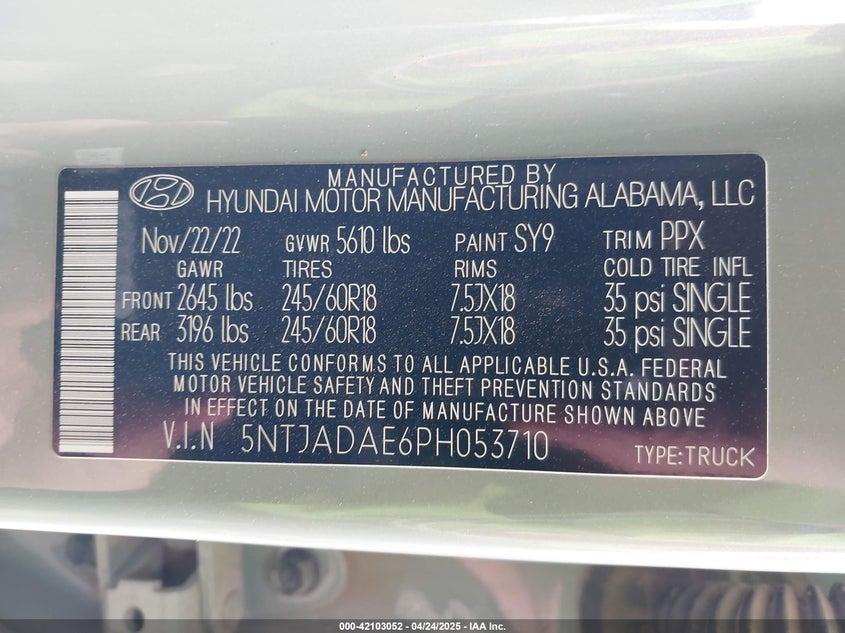 MANUFACTURED BY
HYUNDAI MOTOR MANUFACTURING ALABAMA, LLC
Nov/22/22 GVWR 5610 lbs PAINT SY9 TRIM PPX
GAWR TIRES RIMS COLD TIRE INFL
FRONT 2645 lbs 245/60R18 7.5JX18 35 psi SINGLE
REAR 3196 lbs 245/60R18 7.5JX18 35 psi SINGLE
THIS VEHICLE CONFORMS TO ALL APPLICABLE U.S.A. FEDERAL
MOTOR VEHICLE SAFETY AND THEFT PREVENTION STANDARDS
IN EFFECT ON THE DATE OF MANUFACTURE SHOWN ABOVE
V.I.N 5NTJADAE6PH053710 TYPE:TRUCK
000-42103052 - 04/24/2025 - IAA Inc.